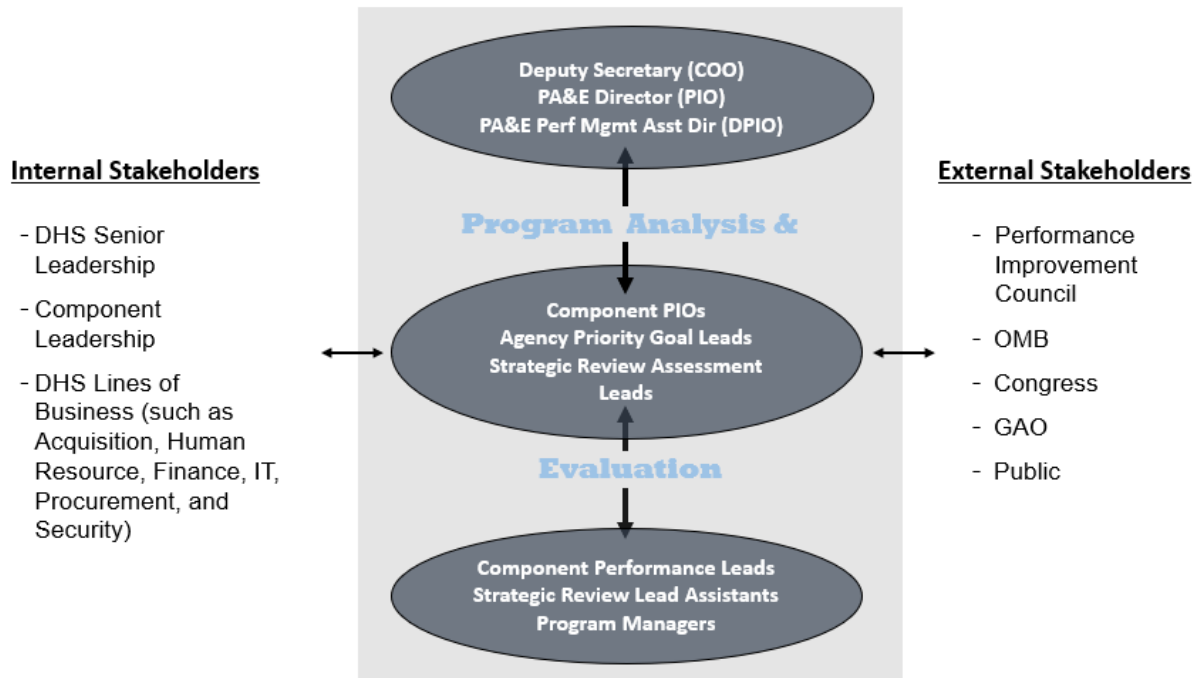 Deputy Secretary (COO)
PA&E Director (PIO)
PA&E Perf Mgmt Asst Dir (DPIO)
Internal Stakeholders
- DHS Senior
Leadership
- Component
Leadership
- DHS Lines of
Business (such as
Acquisition, Human
Resource, Finance, IT,
Procurement, and
Security)
Program Analysis &
Component PIOs
Agency Priority Goal Leads
Strategic Review Assessment
Leads
Evaluation
Component Performance Leads
Strategic Review Lead Assistants
Program Managers
External Stakeholders
- Performance
Improvement
Council
- OMB
- Congress
- GAO
- Public